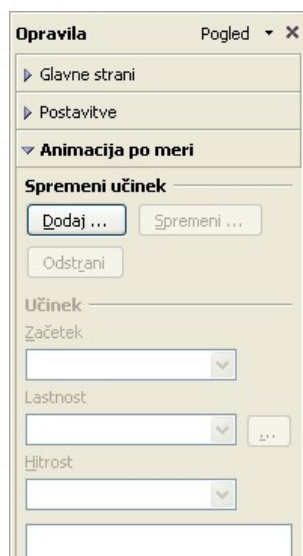 Opravila Pogled
Glavne strani
Postavitve
Animacija po meri
Spremeni učinek
Dodaj ... Spremeni ...
Odstrani
Učinek
Začetek
Lastnost
...
Hitrost